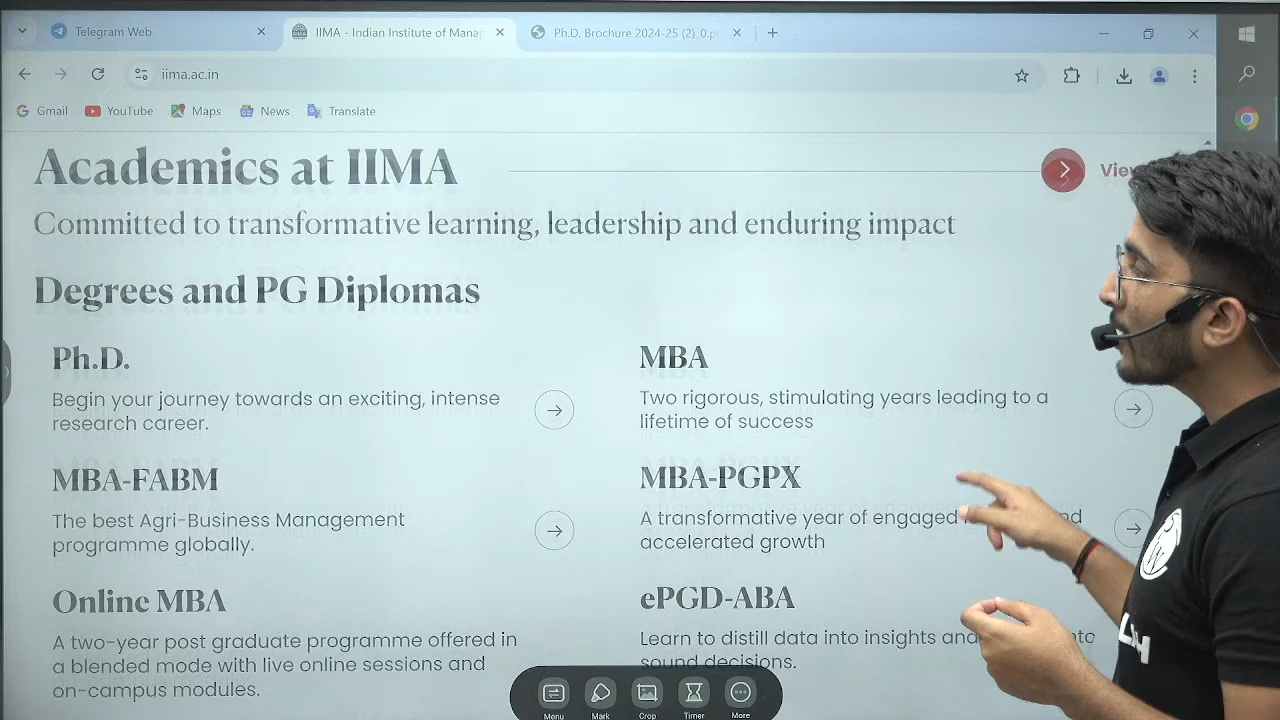 Telegram Web
IIMA - Indian Institute of Manag
Ph.D. Brochure 2024-25 (2)_0.p
iima.ac.in
Gmail
YouTube
Maps
News
Translate
Academics at IIMA
View
Committed to transformative learning, leadership and enduring impact
Degrees and PG Diplomas
Ph.D.
Begin your journey towards an exciting, intense
research career.
MBA
Two rigorous, stimulating years leading to a
lifetime of success
MBA-FABM
The best Agri-Business Management
programme globally.
MBA-PGPX
A transformative year of engaged
accelerated growth
Online MBA
A two-year post graduate programme offered in
a blended mode with live online sessions and
on-campus modules.
ePGD-ABA
Learn to distill data into insights and
sound decisions.
Menu
Mark
Crop
Timer
More